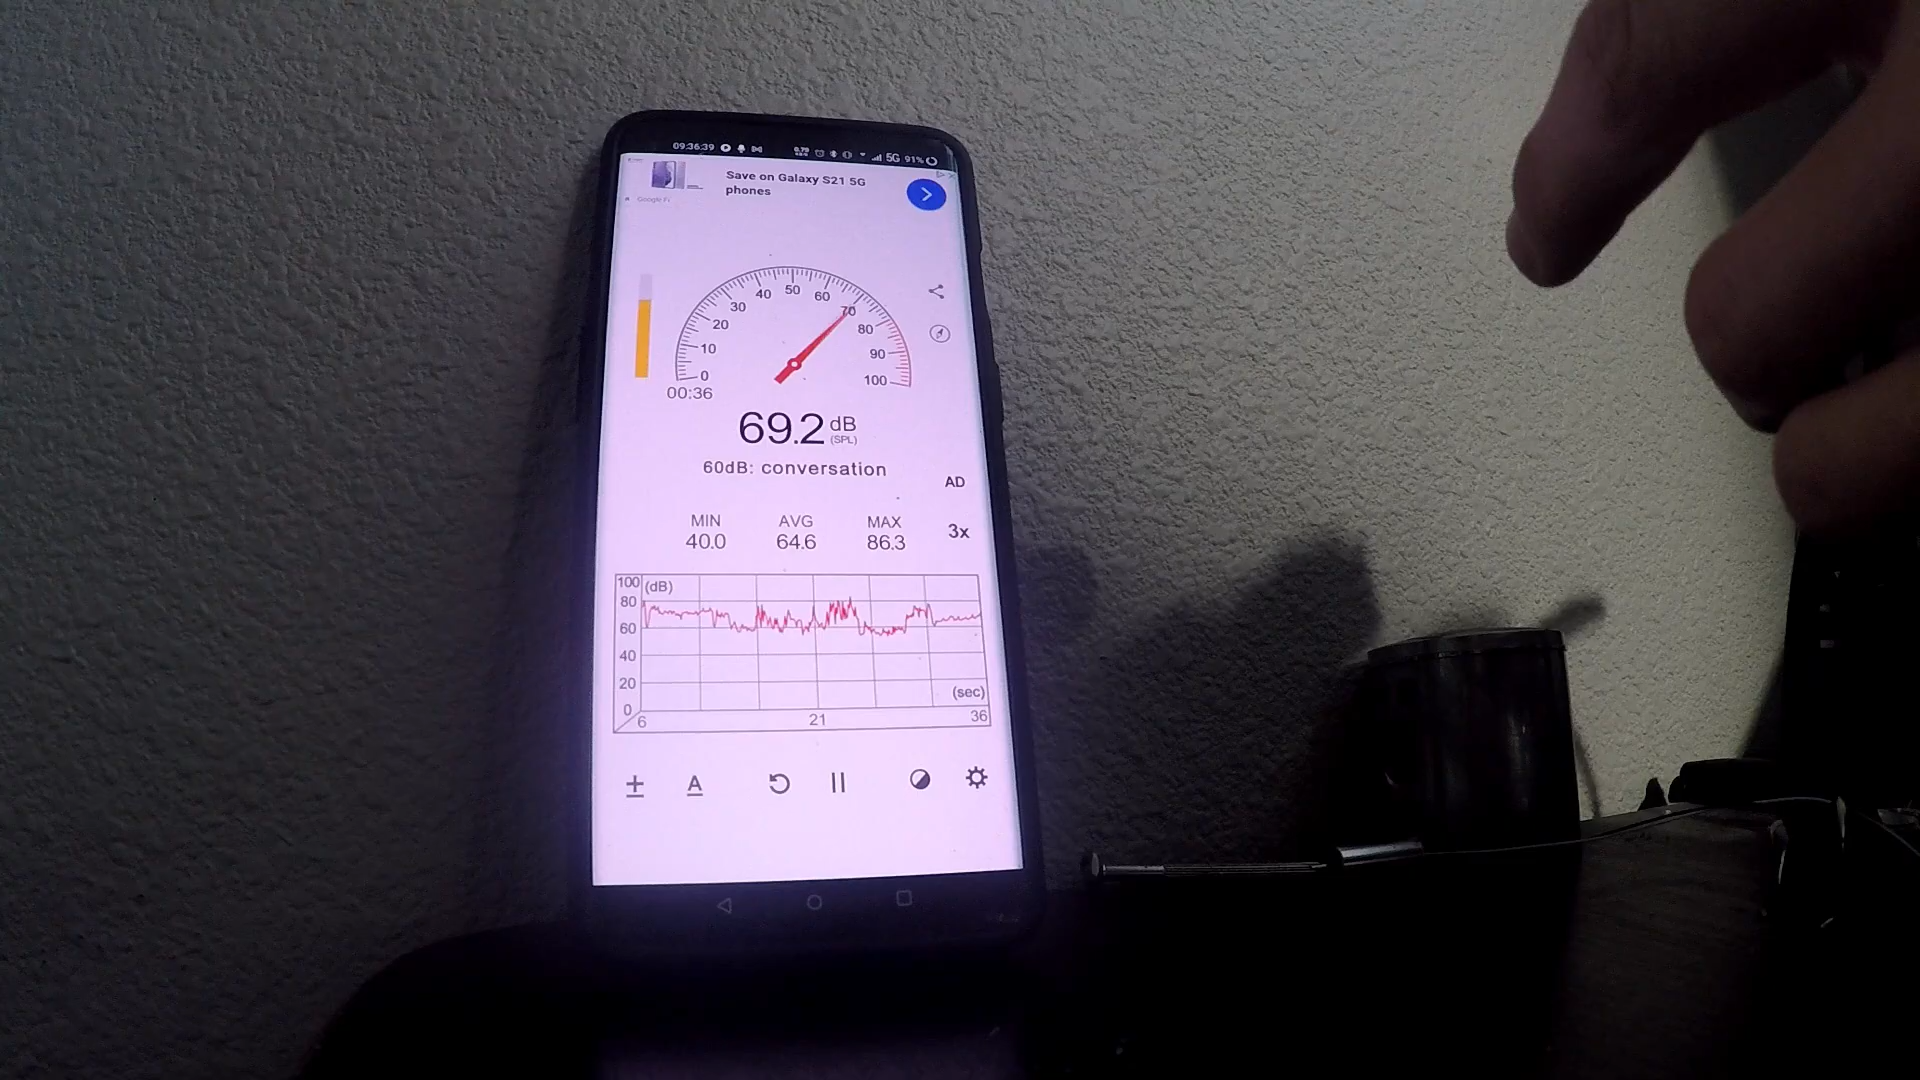 09:36:39
5G 91%
Save on Galaxy S21 5G
phones
Google Fi
0 10 20 30 40 50 60 70 80 90 100
00:36
69.2 dB
(SPL)
60dB: conversation
AD
MIN AVG MAX
40.0 64.6 86.3
3x
100 (dB)
80
60
40
20
(sec)
0
6 21 36
A